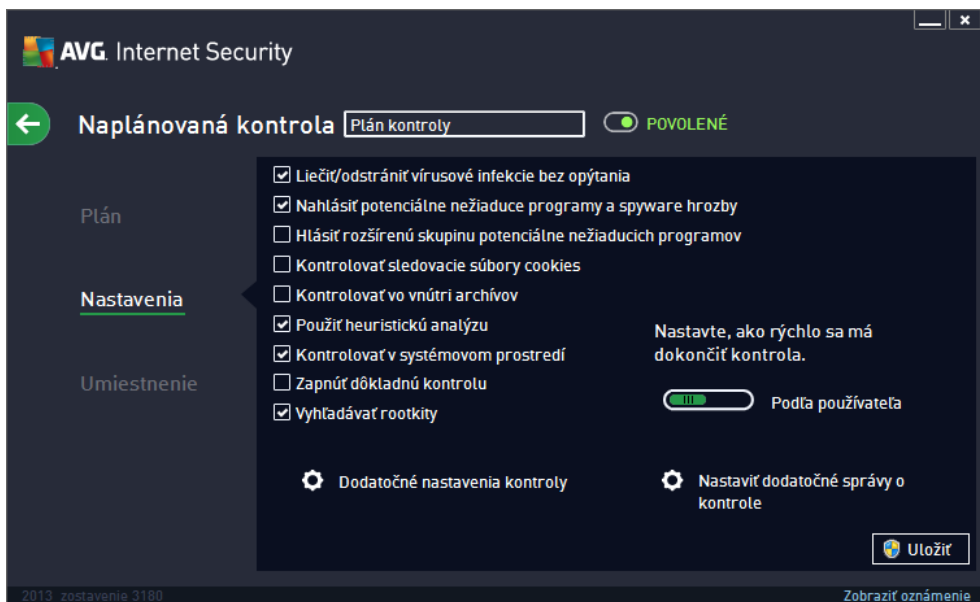 AVG. Internet Security
Naplánovaná kontrola
Plán kontroly
POVOLENÉ
Plán
Nastavenia
Umiestnenie
Liečiť/odstrániť vírusové infekcie bez opýtania
Nahlásiť potenciálne nežiaduce programy a spyware hrozby
Hlásiť rozšírenú skupinu potenciálne nežiaducich programov
Kontrolovať sledovacie súbory cookies
Kontrolovať vo vnútri archívov
Použiť heuristickú analýzu
Kontrolovať v systémovom prostredí
Zapnúť dôkladnú kontrolu
Vyhľadávať rootkity
Nastavte, ako rýchlo sa má
dokončiť kontrola.
Podľa používateľa
Dodatočné nastavenia kontroly
Nastaviť dodatočné správy o
kontrole
Uložiť
2013 zostavenie 3180
Zobraziť oznámenie